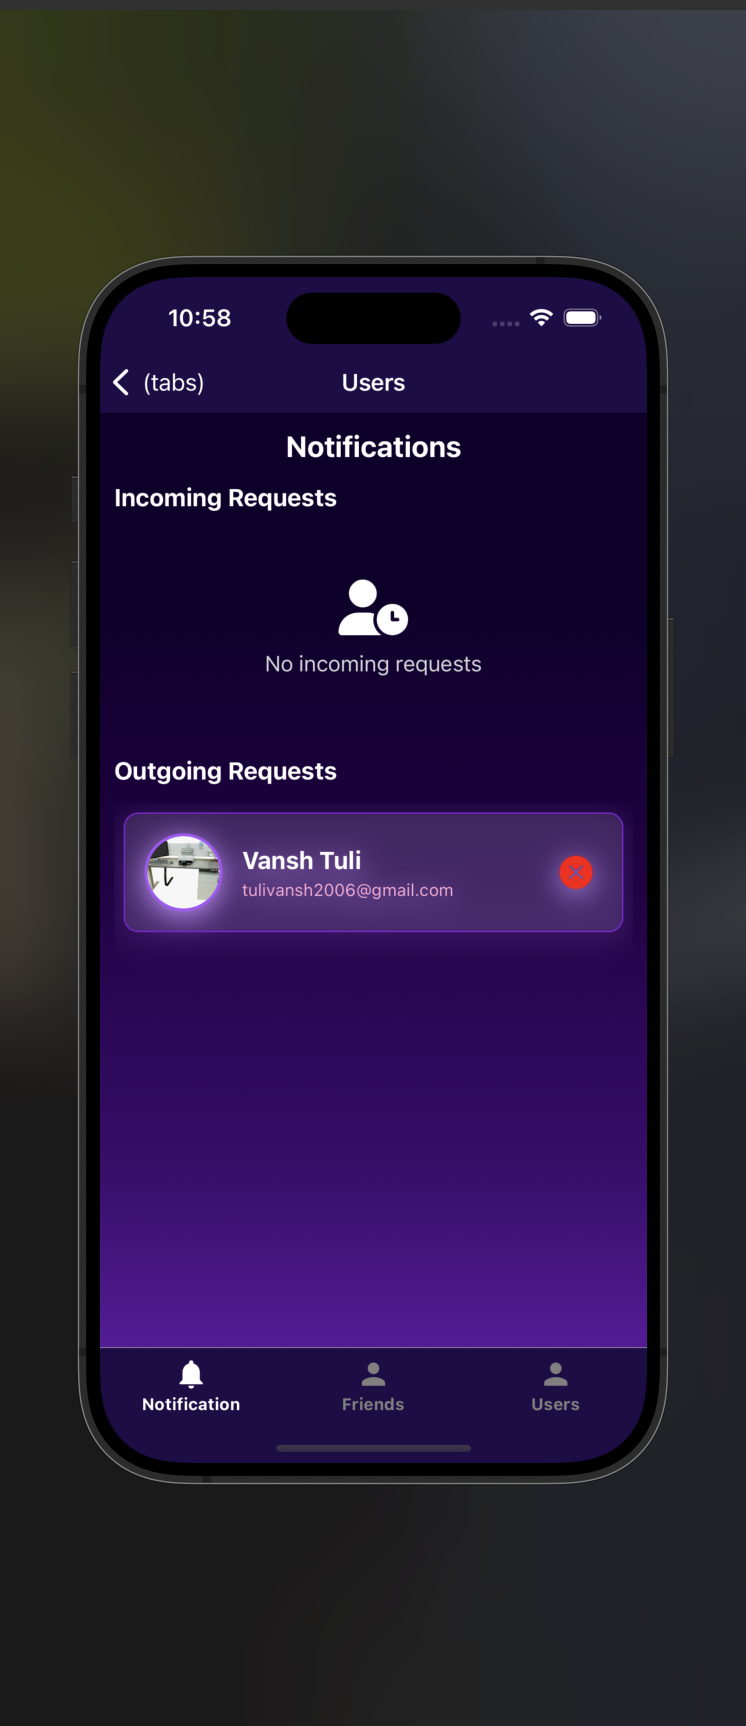 10:58
(tabs)
Users
Notifications
Incoming Requests
No incoming requests
Outgoing Requests
Vansh Tuli
tulivansh2006@gmail.com
Notification
Friends
Users